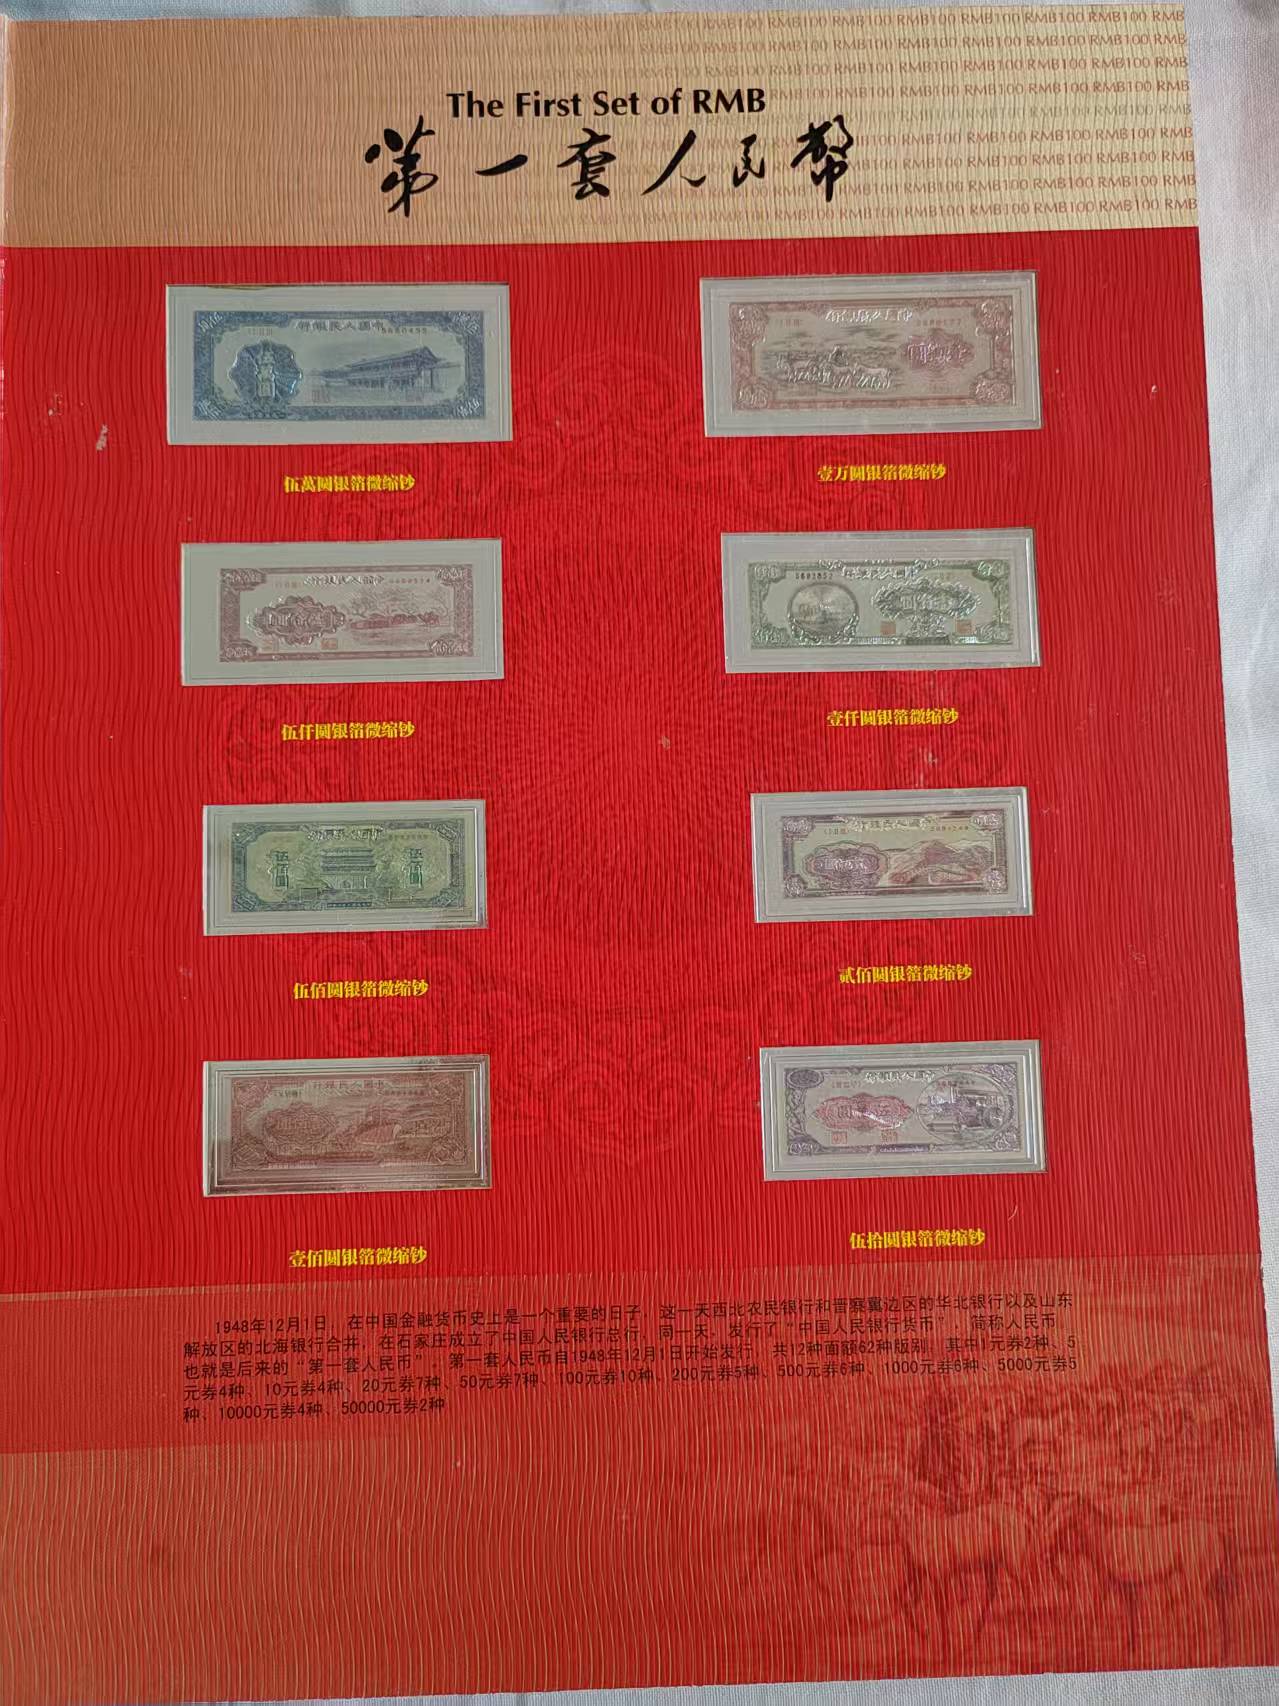 The First Set of RMB
第一套人民幣
伍萬圆银箔微缩钞
壹万圆银箔微缩钞
伍仟圆银箔微缩钞
壹仟圆银箔微缩钞
伍佰圆银箔微缩钞
贰佰圆银箔微缩钞
壹佰圆银箔微缩钞
伍拾圆银箔微缩钞
1948年12月1日，在中国金融货币史上是一个重要的日子，这一天西北农民银行和晋察冀边区的华北银行以及山东
解放区的北海银行合并，在石家庄成立了中国人民银行总行，同一天，发行了“中国人民银行货币”，简称人民币，
也就是后来的“第一套人民币”。第一套人民币自1948年12月1日开始发行，共12种面额62种版别，其中1元券2种、5
元券4种、10元券4种、20元券7种、50元券7种、100元券10种、200元券5种、500元券6种、1000元券6种、5000元券5
种、10000元券4种、50000元券2种